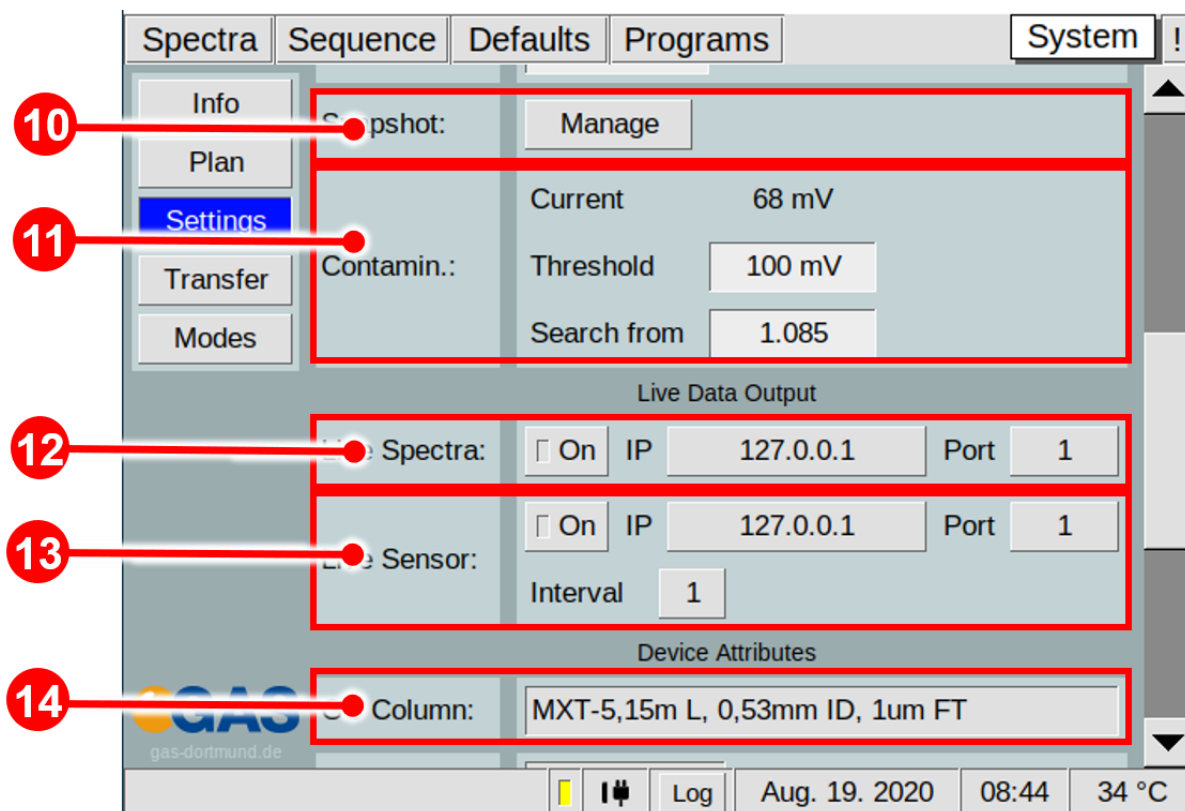 Spectra Sequence Defaults Programs System !
Info
10 Snapshot: Manage
Plan
Settings Current 68 mV
11 Contamin.: Threshold 100 mV
Transfer
Search from 1.085
Modes
Live Data Output
12 Live Spectra: On IP 127.0.0.1 Port 1
On IP 127.0.0.1 Port 1
13 Live Sensor:
Interval 1
Device Attributes
14 Column: MXT-5,15m L, 0,53mm ID, 1um FT
GAS
gas-dortmund.de
Log Aug. 19. 2020 08:44 34 °C